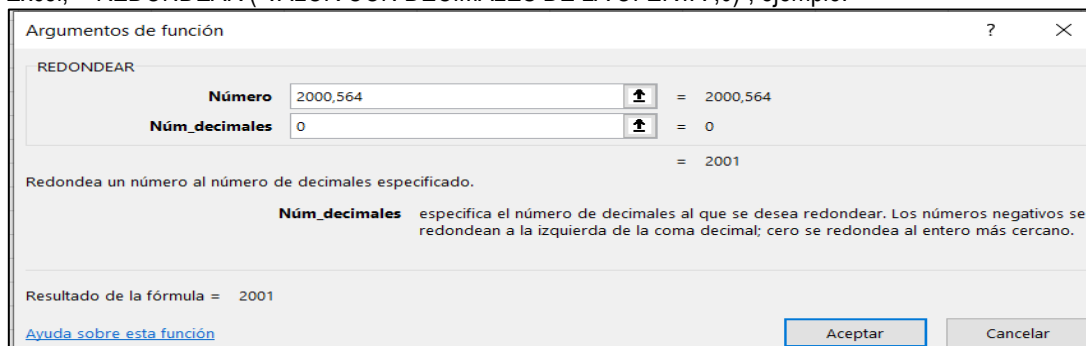 Argumentos de función ? ×
REDONDEAR
Número 2000,564 = 2000,564
Núm_decimales 0 = 0
= 2001
Redondea un número al número de decimales especificado.
Núm_decimales especifica el número de decimales al que se desea redondear. Los números negativos se
redondean a la izquierda de la coma decimal; cero se redondea al entero más cercano.
Resultado de la fórmula = 2001
Ayuda sobre esta función Aceptar Cancelar